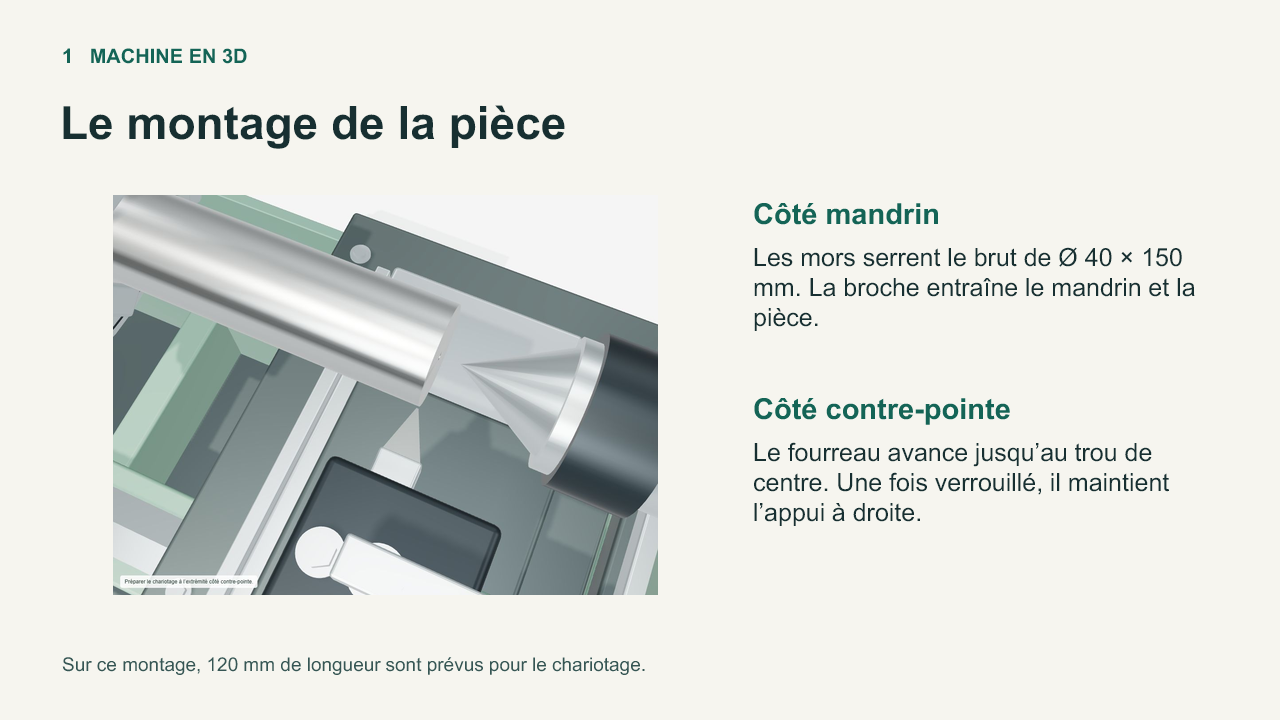 1 MACHINE EN 3D
Le montage de la pièce
Côté mandrin
Les mors serrent le brut de Ø 40 × 150
mm. La broche entraîne le mandrin et la
pièce.
Côté contre-pointe
Le fourreau avance jusqu’au trou de
centre. Une fois verrouillé, il maintient
l’appui à droite.
Préparer le chariotage à l’extrémité côté contre-pointe.
Sur ce montage, 120 mm de longueur sont prévus pour le chariotage.